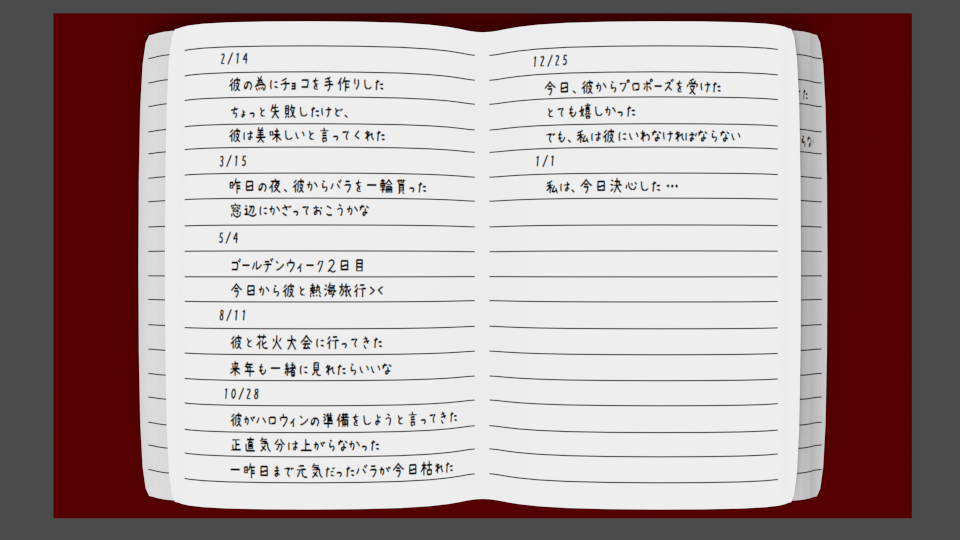 2/14
彼の為にチョコを手作りした
ちょっと失敗したけど、
彼は美味しいと言ってくれた
3/15
昨日の夜、彼からバラを一輪貰った
窓辺にかざっておこうかな
5/4
ゴールデンウィーク2日目
今日から彼と熱海旅行><
8/11
彼と花火大会に行ってきた
来年も一緒に見れたらいいな
10/28
彼がハロウィンの準備をしようと言ってきた
正直気分は上がらなかった
一昨日まで元気だったバラが今日枯れた
12/25
今日、彼からプロポーズを受けた
とても嬉しかった
でも、私は彼にいわなければならない
1/1
私は、今日決心した…
た
らな